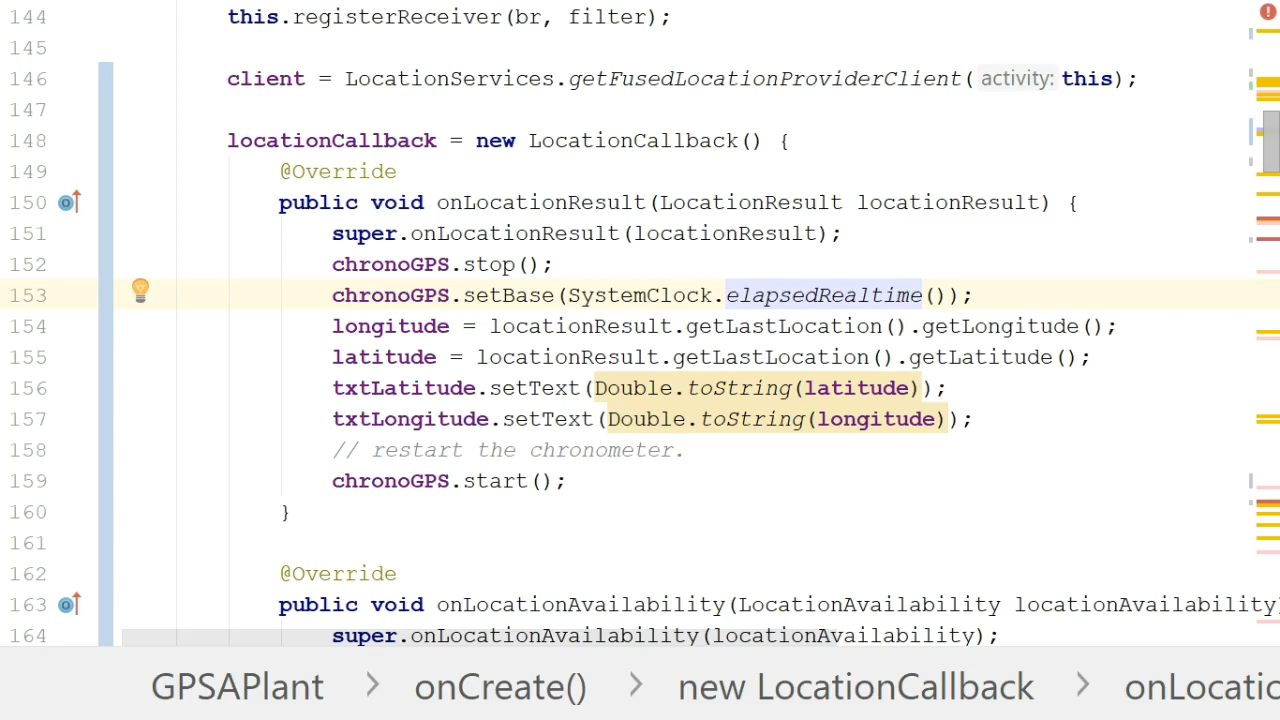 144 this.registerReceiver(br, filter);
145
146 client = LocationServices.getFusedLocationProviderClient( activity: this);
147
148 locationCallback = new LocationCallback() {
149 @Override
150 public void onLocationResult(LocationResult locationResult) {
151 super.onLocationResult(locationResult);
152 chronoGPS.stop();
153 chronoGPS.setBase(SystemClock.elapsedRealtime());
154 longitude = locationResult.getLastLocation().getLongitude();
155 latitude = locationResult.getLastLocation().getLatitude();
156 txtLatitude.setText(Double.toString(latitude));
157 txtLongitude.setText(Double.toString(longitude));
158 // restart the chronometer.
159 chronoGPS.start();
160 }
161
162 @Override
163 public void onLocationAvailability(LocationAvailability locationAvailability)
164 super.onLocationAvailability(locationAvailability);
GPSAPlant > onCreate() > new LocationCallback > onLocatio